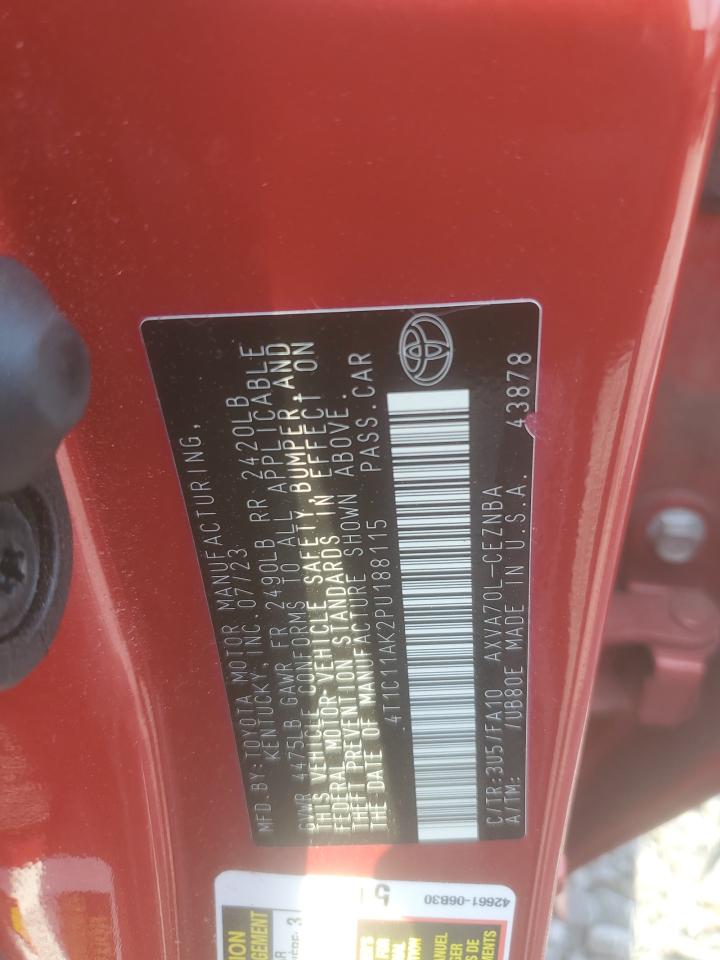 MFD.BY:TOYOTA MOTOR MANUFACTURING,
KENTUCKY, INC. 07/23
GVWR 4475LB GAWR FR 2490LB RR 2420LB
THIS VEHICLE CONFORMS TO ALL APPLICABLE
FEDERAL MOTOR VEHICLE SAFETY, BUMPER, AND
THEFT PREVENTION STANDARDS IN EFFECT ON
THE DATE OF MANUFACTURE SHOWN ABOVE.
4T1C11AK2PU188115 PASS.CAR
C/TR:3U5/FA10 AXVA70L-CEZNBA
A/TM: /UB80E MADE IN U.S.A. 43878
42661-06B30
MANUEL